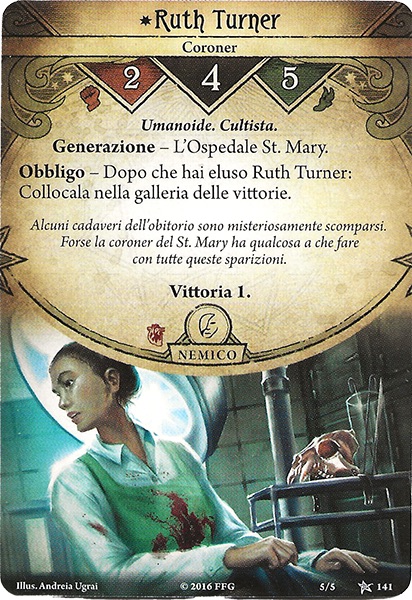 Ruth Turner
Coroner
2 4 5
Umanoide. Cultista.
Generazione – L'Ospedale St. Mary.
Obbligo – Dopo che hai eluso Ruth Turner:
Collocala nella galleria delle vittorie.
Alcuni cadaveri dell'obitorio sono misteriosamente scomparsi.
Forse la coroner del St. Mary ha qualcosa a che fare
con tutte queste sparizioni.
Vittoria 1.
NEMICO
Illus. Andreia Ugrai © 2016 FFG 5/5 141